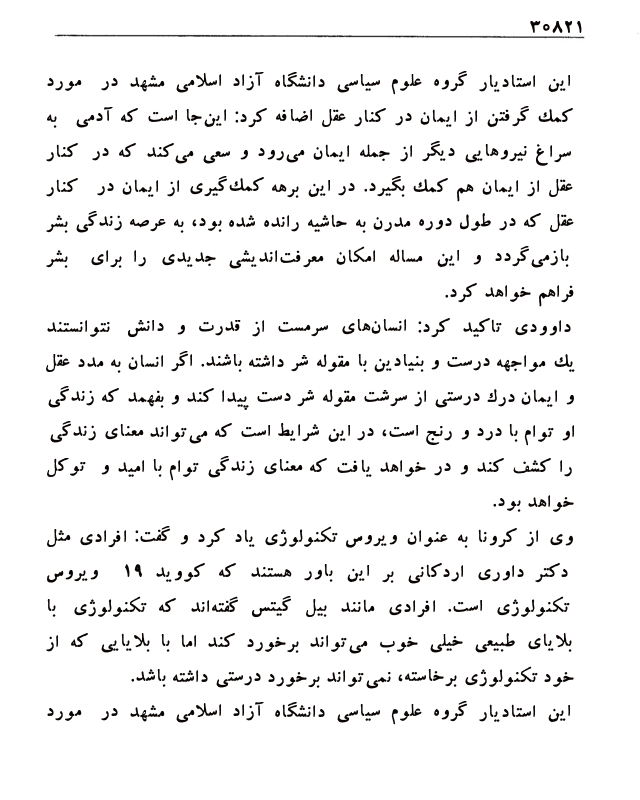 ۳۰۸۲۱
این استادیار گروه علوم سیاسی دانشگاه آزاد اسلامی مشهد در مورد
کمک گرفتن از ایمان در کنار عقل اضافه کرد: این‌جا است که آدمی به
سراغ نیروهایی دیگر از جمله ایمان می‌رود و سعی می‌کند که در کنار
عقل از ایمان هم کمک بگیرد. در این برهه کمک‌گیری از ایمان در کنار
عقل که در طول دوره مدرن به حاشیه رانده شده بود، به عرصه زندگی بشر
بازمی‌گردد و این مساله امکان معرفت‌اندیشی جدیدی را برای بشر
فراهم خواهد کرد.
داوودی تاکید کرد: انسان‌های سرمست از قدرت و دانش نتوانستند
یک مواجهه درست و بنیادین با مقوله شر داشته باشند. اگر انسان به مدد عقل
و ایمان درک درستی از سرشت مقوله شر دست پیدا کند و بفهمد که زندگی
او توام با درد و رنج است، در این شرایط است که می‌تواند معنای زندگی
را کشف کند و در خواهد یافت که معنای زندگی توام با امید و توکل
خواهد بود.
وی از کرونا به عنوان ویروس تکنولوژی یاد کرد و گفت: افرادی مثل
دکتر داوری اردکانی بر این باور هستند که کووید ۱۹ ویروس
تکنولوژی است. افرادی مانند بیل گیتس گفته‌اند که تکنولوژی با
بلایای طبیعی خیلی خوب می‌تواند برخورد کند اما با بلایایی که از
خود تکنولوژی برخاسته، نمی‌تواند برخورد درستی داشته باشد.
این استادیار گروه علوم سیاسی دانشگاه آزاد اسلامی مشهد در مورد